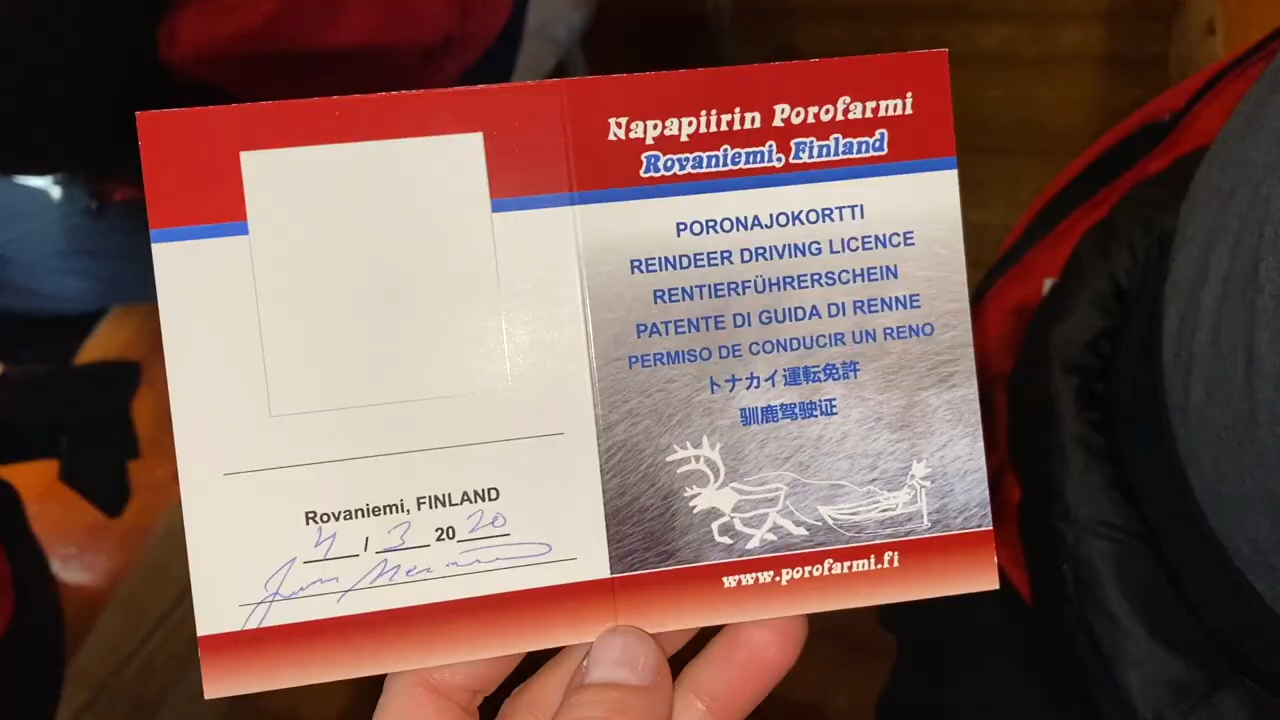 Rovaniemi, FINLAND
4 / 3 20 20
Napapiirin Porofarmi
Rovaniemi, Finland
PORONAJOKORTTI
REINDEER DRIVING LICENCE
RENTIERFÜHRERSCHEIN
PATENTE DI GUIDA DI RENNE
PERMISO DE CONDUCIR UN RENO
トナカイ運転免許
驯鹿驾驶证
www.porofarmi.fi